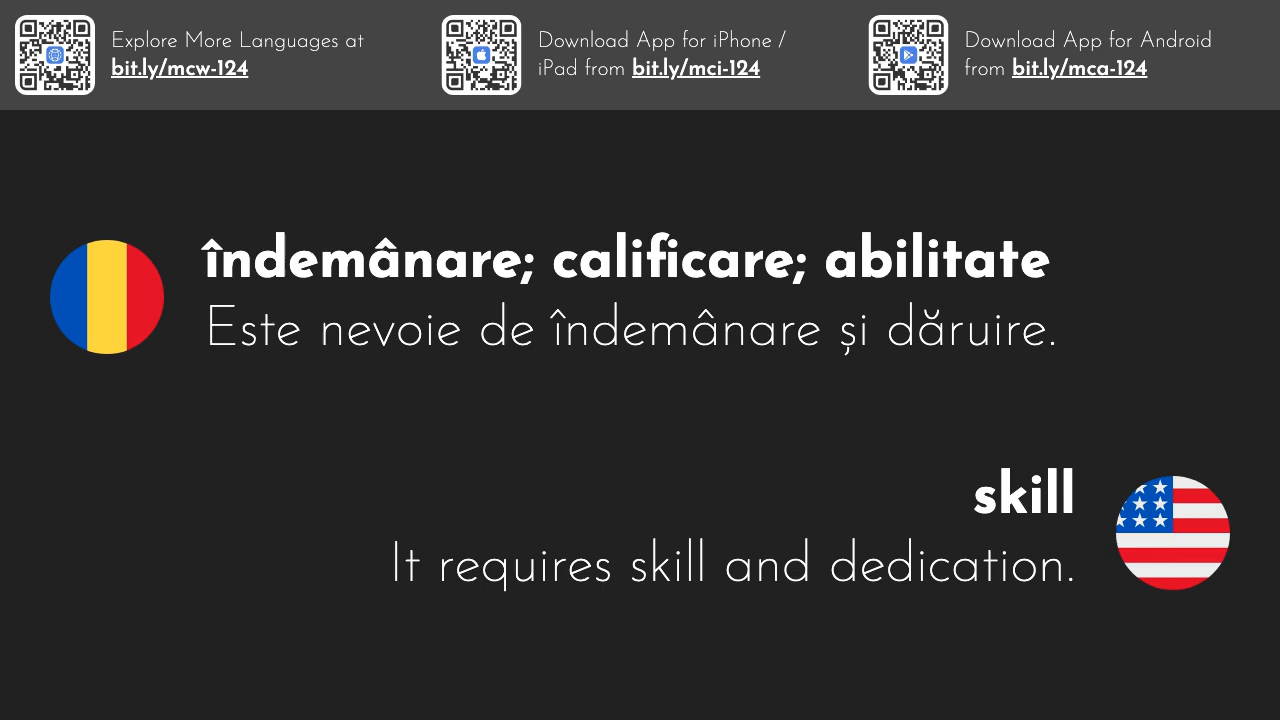 Explore More Languages at
bit.ly/mcw-124
Download App for iPhone /
iPad from bit.ly/mci-124
Download App for Android
from bit.ly/mca-124
îndemânare; calificare; abilitate
Este nevoie de îndemânare și dăruire.
skill
It requires skill and dedication.